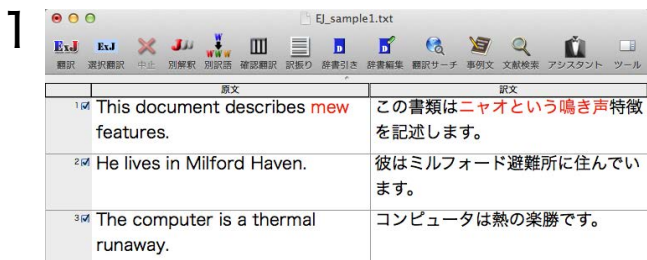 1
EJ_sample1.txt
ExJ ExJ JJ WWW D D
翻訳 選択翻訳 中止 別解釈 別訳語 確認翻訳 訳振り 辞書引き 辞書編集 翻訳サーチ 事例文 文献検索 アシスタント ツール
原文 訳文
1 This document describes mew この書類はニャオという鳴き声特徴
features. を記述します。
2 He lives in Milford Haven. 彼はミルフォード避難所に住んでい
ます。
3 The computer is a thermal コンピュータは熱の楽勝です。
runaway.